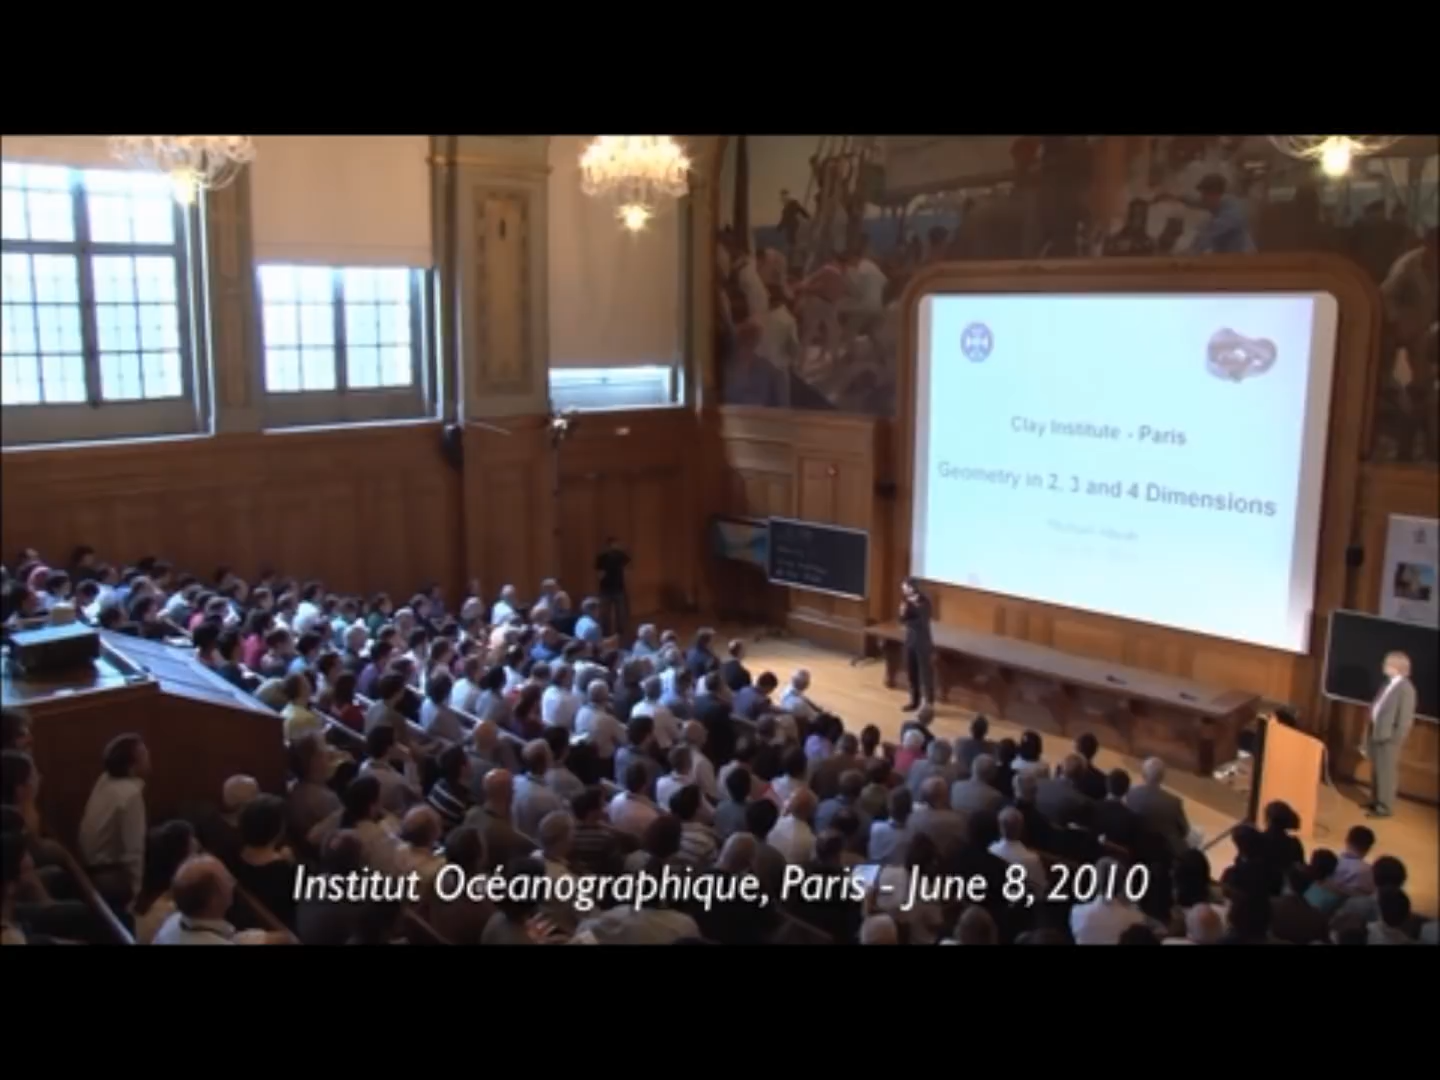 Clay Institute - Paris
Geometry in 2, 3 and 4 Dimensions
Institut Océanographique, Paris - June 8, 2010